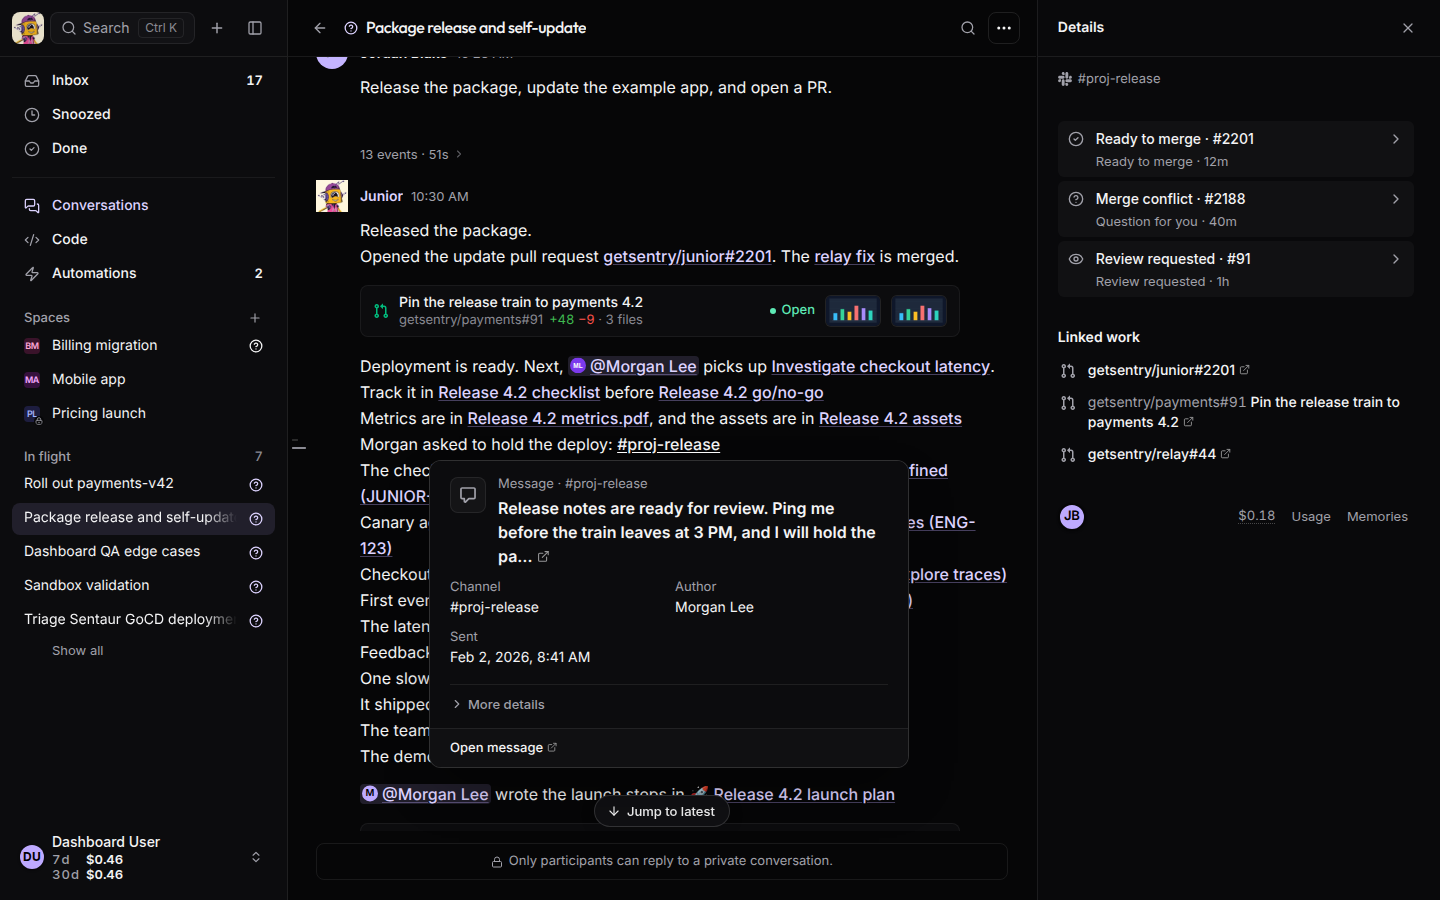 Search Ctrl K
Inbox 17
Snoozed
Done
Conversations
Code
Automations 2
Spaces
BM Billing migration
MA Mobile app
PL Pricing launch
In flight 7
Roll out payments-v42
Package release and self-updat
Dashboard QA edge cases
Sandbox validation
Triage Sentaur GoCD deployme
Show all
DU Dashboard User
7d $0.46
30d $0.46
Package release and self-update
Release the package, update the example app, and open a PR.
13 events · 51s
Junior 10:30 AM
Released the package.
Opened the update pull request getsentry/junior#2201. The relay fix is merged.
Pin the release train to payments 4.2
getsentry/payments#91 +48 −9 · 3 files
Open
Deployment is ready. Next, ML @Morgan Lee picks up Investigate checkout latency.
Track it in Release 4.2 checklist before Release 4.2 go/no-go
Metrics are in Release 4.2 metrics.pdf, and the assets are in Release 4.2 assets
Morgan asked to hold the deploy: #proj-release
The chec fined
(JUNIOR-
Canary a es (ENG-
123)
Checkout plore traces)
First ever )
The laten
Feedback
One slow
It shipped
The team
The demo
Message · #proj-release
Release notes are ready for review. Ping me
before the train leaves at 3 PM, and I will hold the
pa...
Channel
#proj-release
Author
Morgan Lee
Sent
Feb 2, 2026, 8:41 AM
More details
Open message
M @Morgan Lee wrote the launch steps in 🚀 Release 4.2 launch plan
Jump to latest
Only participants can reply to a private conversation.
Details
#proj-release
Ready to merge · #2201
Ready to merge · 12m
Merge conflict · #2188
Question for you · 40m
Review requested · #91
Review requested · 1h
Linked work
getsentry/junior#2201
getsentry/payments#91 Pin the release train to
payments 4.2
getsentry/relay#44
JB $0.18 Usage Memories